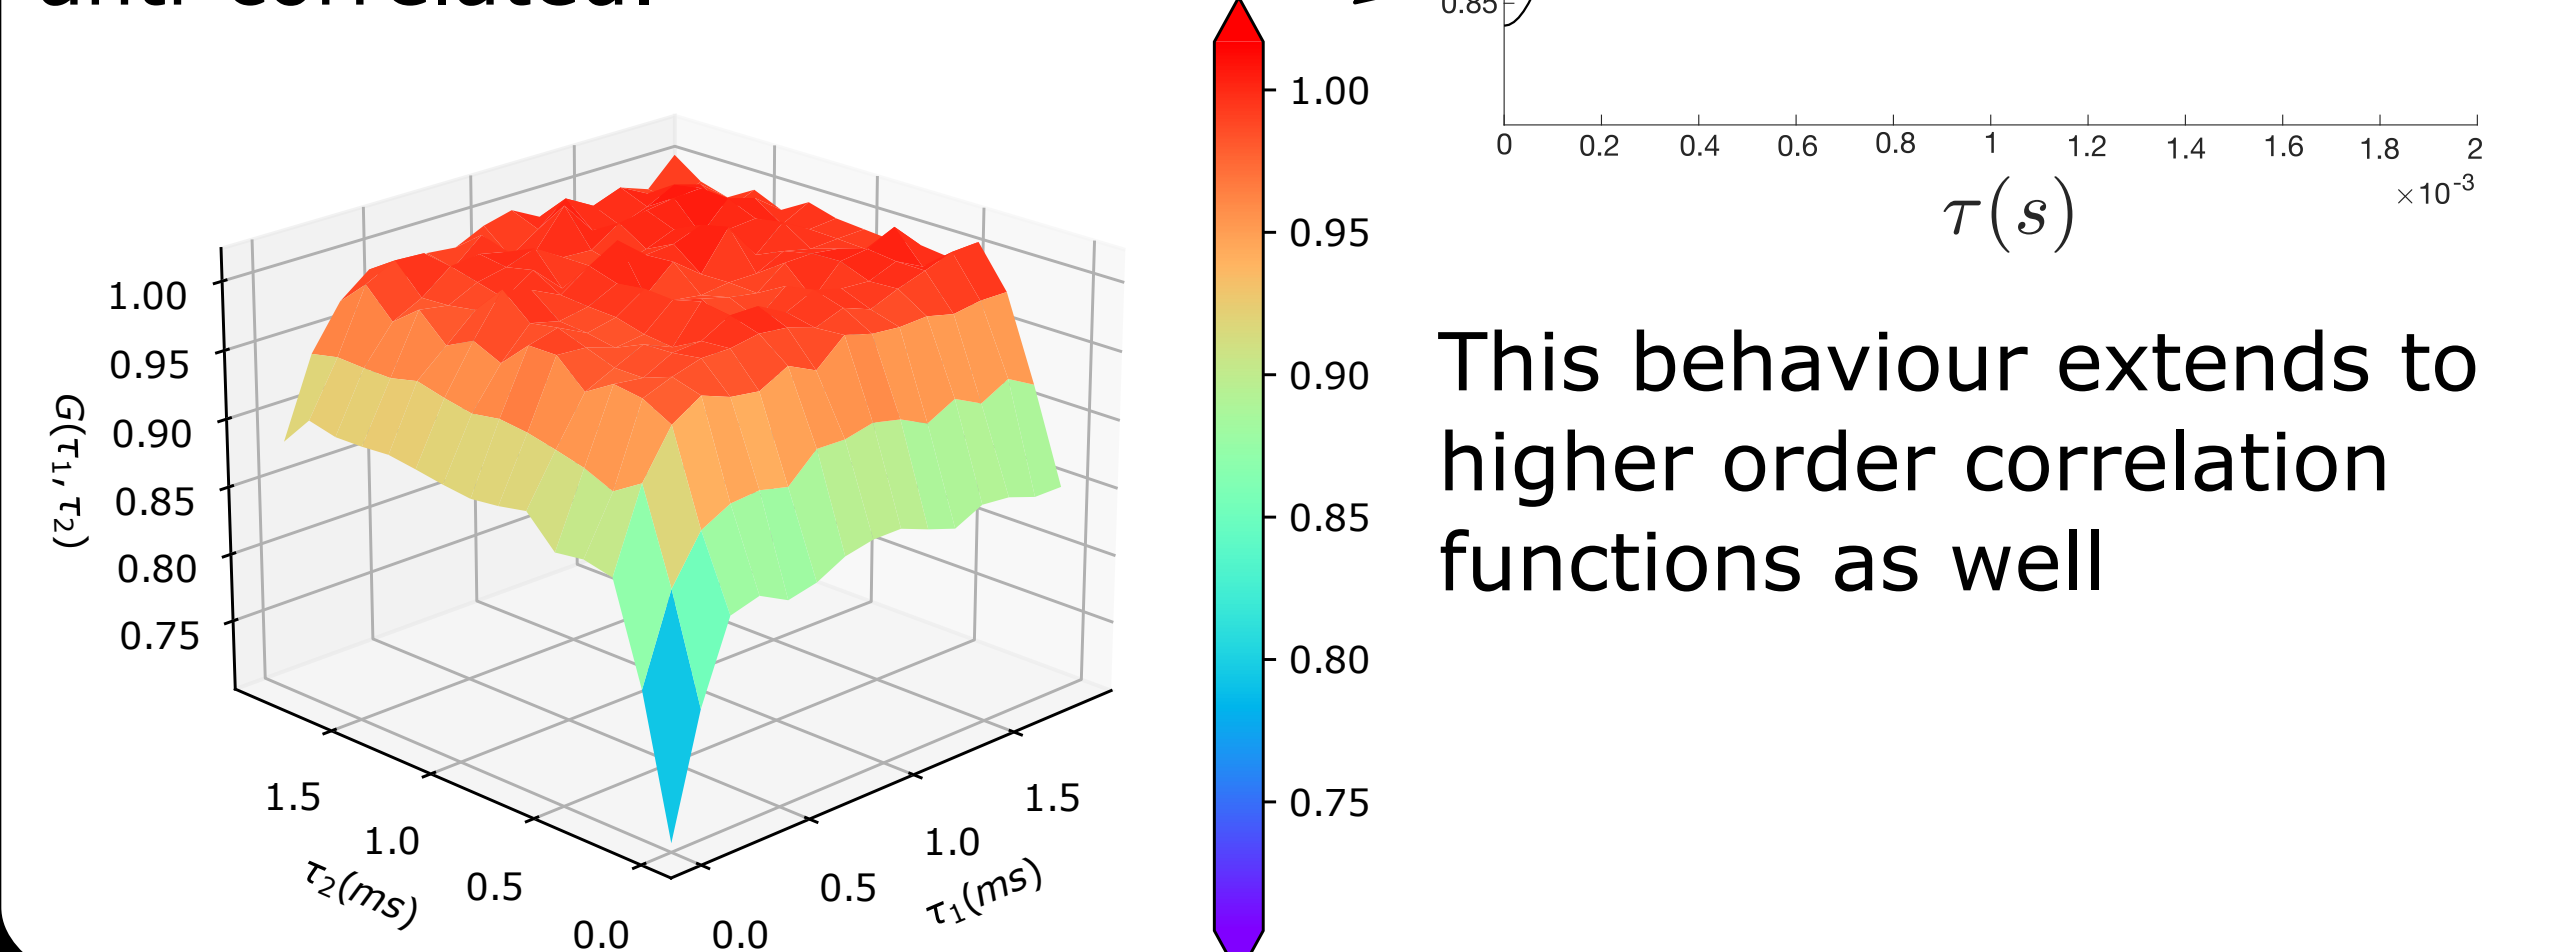 anti-correlated.
1.00
0.95
0.90
0.85
0.80
0.75
G(τ₁, τ₂)
1.5
1.0
0.5
0.0
τ₂(ms)
0.0
0.5
1.0
1.5
τ₁(ms)
1.00
0.95
0.90
0.85
0.80
0.75
0.85
0 0.2 0.4 0.6 0.8 1 1.2 1.4 1.6 1.8 2
×10⁻³
τ(s)
This behaviour extends to
higher order correlation
functions as well